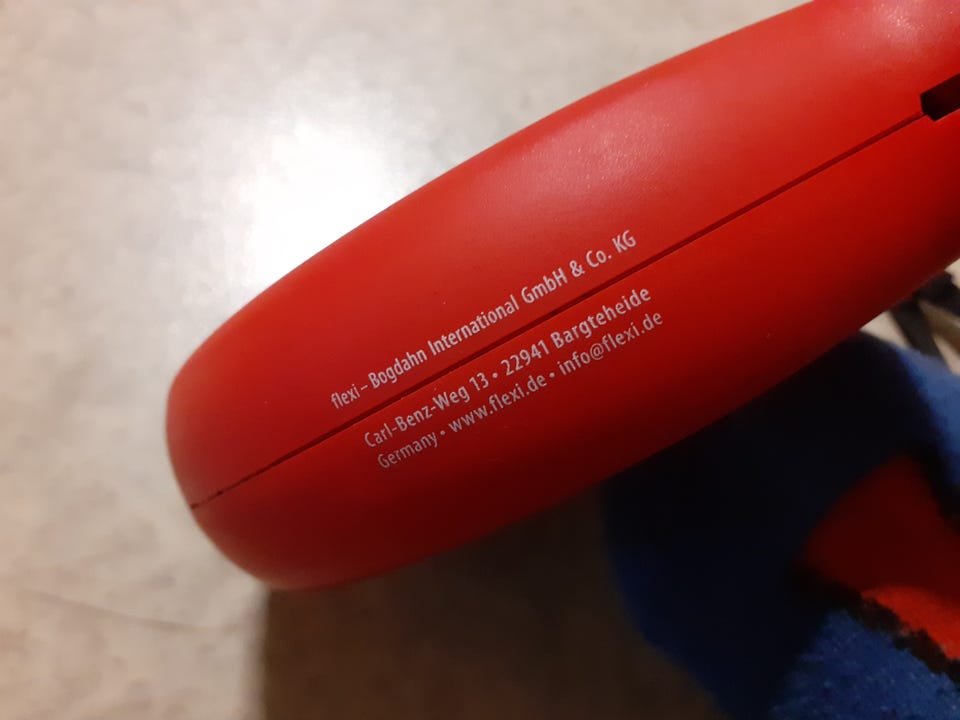 flexi – Bogdahn International GmbH & Co. KG
Carl-Benz-Weg 13 • 22941 Bargteheide
Germany • www.flexi.de • info@flexi.de